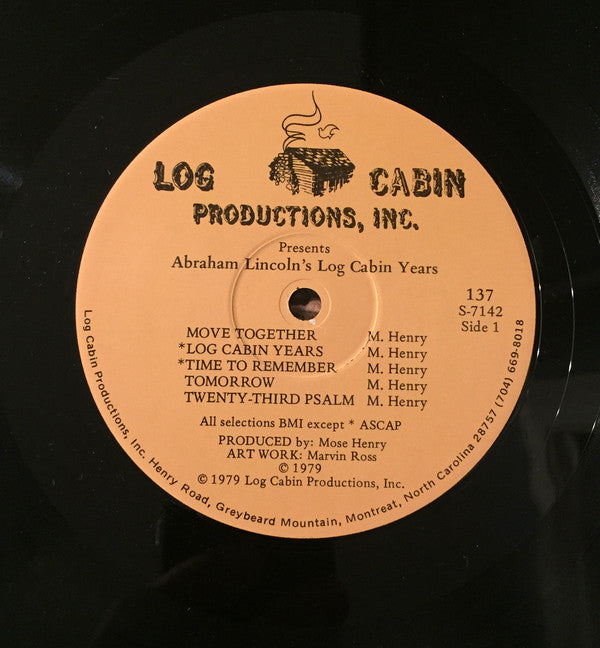 LOG CABIN
PRODUCTIONS, INC.
Presents
Abraham Lincoln's Log Cabin Years
137
S-7142
Side 1
MOVE TOGETHER M. Henry
*LOG CABIN YEARS M. Henry
*TIME TO REMEMBER M. Henry
TOMORROW M. Henry
TWENTY-THIRD PSALM M. Henry
All selections BMI except * ASCAP
PRODUCED by: Mose Henry
ART WORK: Marvin Ross
© 1979
© 1979 Log Cabin Productions, Inc.
Log Cabin Productions, Inc. Henry Road, Greybeard Mountain, Montreat, North Carolina 28757 (704) 669-8018